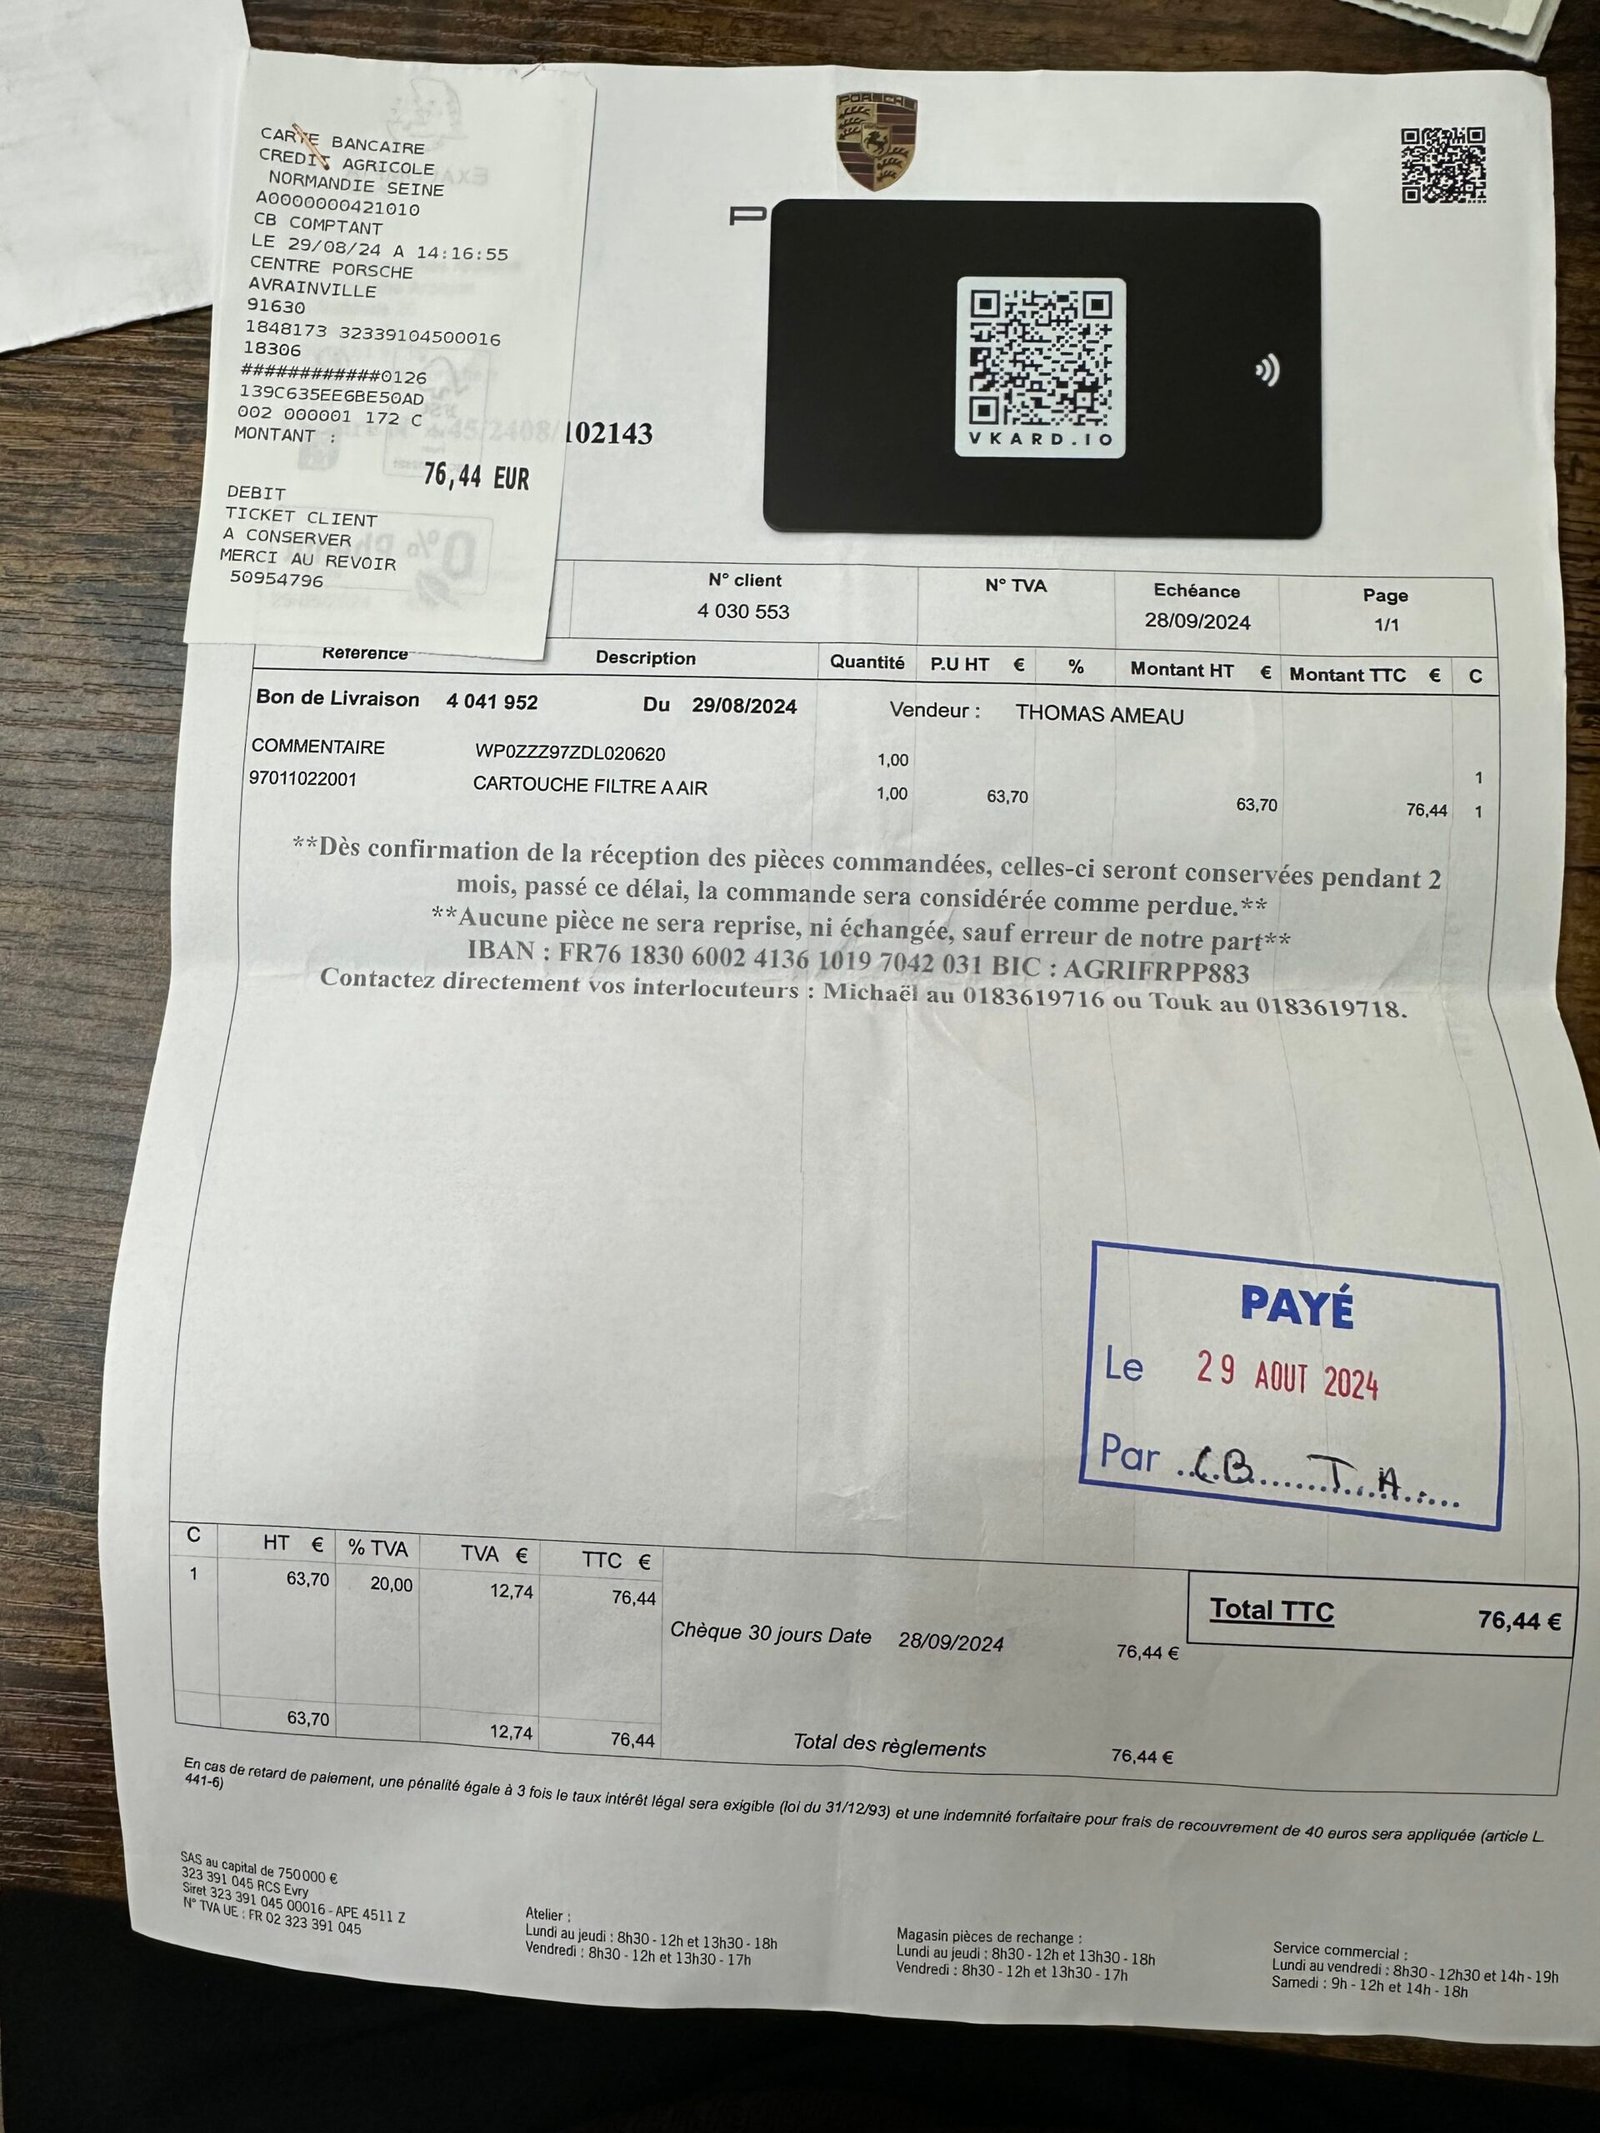 CARTE BANCAIRE
CREDIT AGRICOLE
NORMANDIE SEINE
A0000000421010
CB COMPTANT
LE 29/08/24 A 14:16:55
CENTRE PORSCHE
AVRAINVILLE
91630
1848173 32339104500016
18306
############0126
139C635EE6BE50AD
002 000001 172 C
MONTANT :
76,44 EUR
DEBIT
TICKET CLIENT
A CONSERVER
MERCI AU REVOIR
50954796
PORSCHE
P
VKARD.IO
45/2408/102143
N° client N° TVA Echéance Page
4 030 553 28/09/2024 1/1
Référence Description Quantité P.U HT € % Montant HT € Montant TTC € C
Bon de Livraison 4 041 952 Du 29/08/2024 Vendeur : THOMAS AMEAU
COMMENTAIRE WP0ZZZ97ZDL020620 1,00 1
97011022001 CARTOUCHE FILTRE A AIR 1,00 63,70 63,70 76,44 1
**Dès confirmation de la réception des pièces commandées, celles-ci seront conservées pendant 2
mois, passé ce délai, la commande sera considérée comme perdue.**
**Aucune pièce ne sera reprise, ni échangée, sauf erreur de notre part**
IBAN : FR76 1830 6002 4136 1019 7042 031 BIC : AGRIFRPP883
Contactez directement vos interlocuteurs : Michaël au 0183619716 ou Touk au 0183619718.
PAYÉ
Le 29 AOUT 2024
Par CB T.A.
C HT € % TVA TVA € TTC €
1 63,70 20,00 12,74 76,44
Total TTC 76,44 €
Chèque 30 jours Date 28/09/2024 76,44 €
63,70 12,74 76,44
Total des règlements 76,44 €
En cas de retard de paiement, une pénalité égale à 3 fois le taux intérêt légal sera exigible (loi du 31/12/93) et une indemnité forfaitaire pour frais de recouvrement de 40 euros sera appliquée (article L.
441-6)
SAS au capital de 750 000 €
323 391 045 RCS Evry
Siret 323 391 045 00016 - APE 4511 Z
N° TVA UE : FR 02 323 391 045
Atelier :
Lundi au jeudi : 8h30 - 12h et 13h30 - 18h
Vendredi : 8h30 - 12h et 13h30 - 17h
Magasin pièces de rechange :
Lundi au jeudi : 8h30 - 12h et 13h30 - 18h
Vendredi : 8h30 - 12h et 13h30 - 17h
Service commercial :
Lundi au vendredi : 8h30 - 12h30 et 14h - 19h
Samedi : 9h - 12h et 14h - 18h